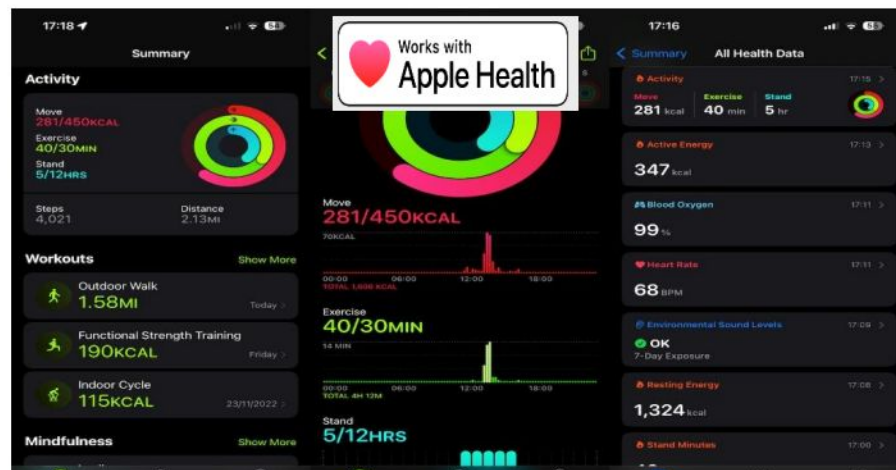 17:18
58
Summary
Activity
Move
281/450KCAL
Exercise
40/30MIN
Stand
5/12HRS
Steps
4,021
Distance
2.13MI
Workouts
Show More
Outdoor Walk
1.58MI
Today
Functional Strength Training
190KCAL
Friday
Indoor Cycle
115KCAL
23/11/2022
Mindfulness
Show More
Works with
Apple Health
Move
281/450KCAL
70KCAL
00:00 06:00 12:00 18:00
Exercise
40/30MIN
14 MIN
00:00 06:00 12:00 18:00
TOTAL 4H 12M
Stand
5/12HRS
17:16
58
Summary
All Health Data
Activity
17:15
Move
281 kcal
Exercise
40 min
Stand
5 hr
Active Energy
17:13
347 kcal
Blood Oxygen
17:11
99 %
Heart Rate
17:11
68 BPM
Environmental Sound Levels
17:09
OK
7-Day Exposure
Resting Energy
17:08
1,324 kcal
Stand Minutes
17:00